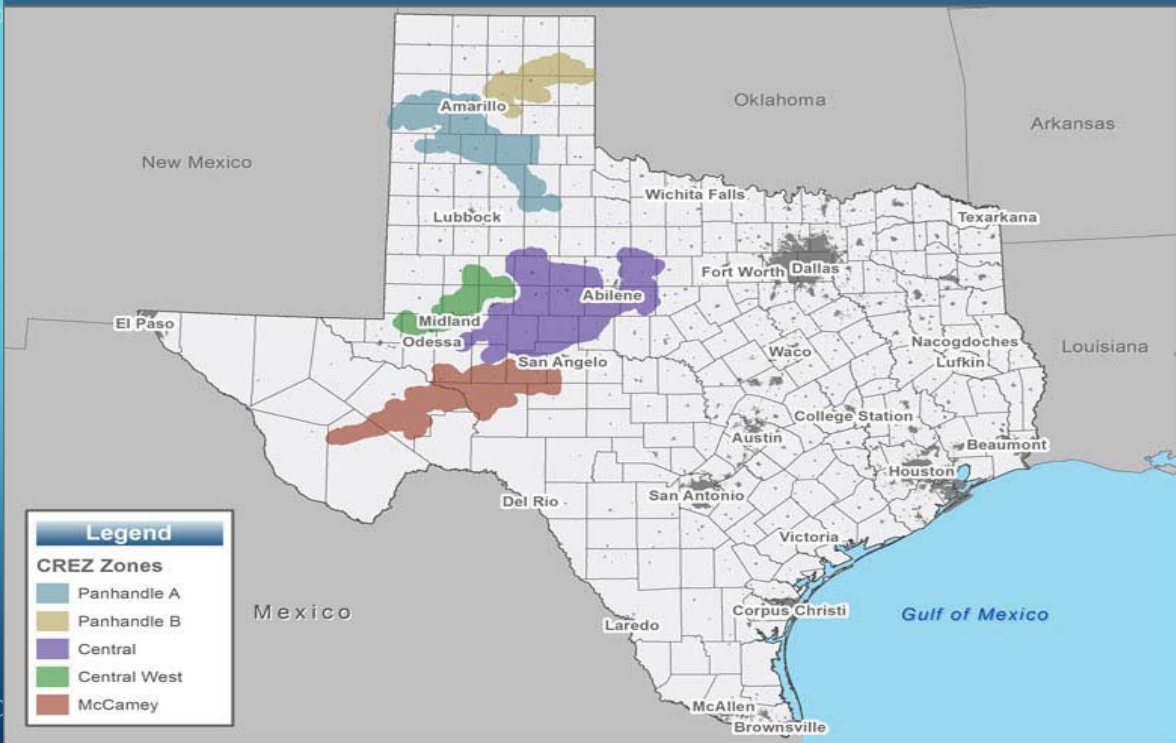 Oklahoma
Amarillo
Arkansas
New Mexico
Wichita Falls
Lubbock
Texarkana
Fort Worth
Dallas
Abilene
El Paso
Midland
Odessa
Nacogdoches
Lufkin
Louisiana
San Angelo
Waco
College Station
Austin
Beaumont
Houston
San Antonio
Del Rio
Victoria
Legend
CREZ Zones
Panhandle A
Panhandle B
Central
Central West
McCamey
Mexico
Corpus Christi
Gulf of Mexico
Laredo
McAllen
Brownsville